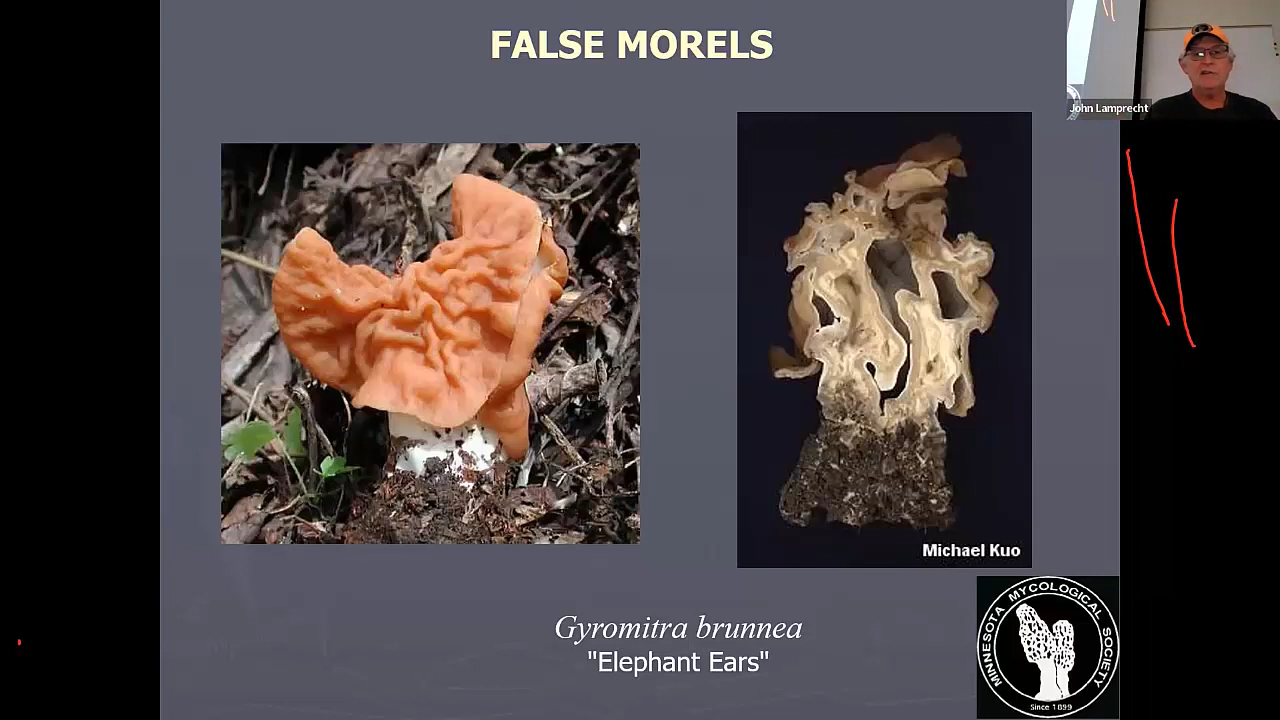 FALSE MORELS
John Lamprecht
Michael Kuo
Gyromitra brunnea
"Elephant Ears"
MINNESOTA MYCOLOGICAL SOCIETY
Since 1899